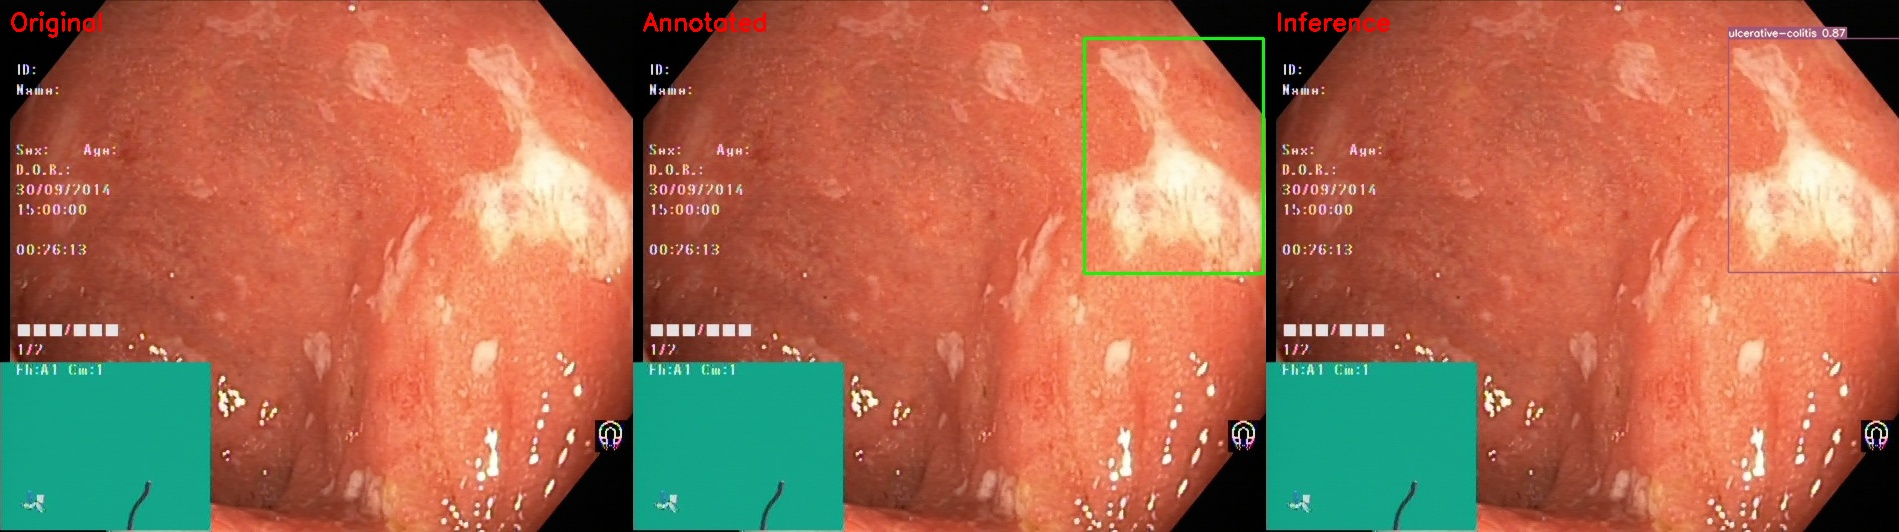 Original
ID:
Name:
Sex: Age:
D.O.B.:
30/09/2014
15:00:00
00:26:13
/
1/2
Eh:A1 Cm:1
Annotated
ID:
Name:
Sex: Age:
D.O.B.:
30/09/2014
15:00:00
00:26:13
/
1/2
Eh:A1 Cm:1
Inference
ulcerative-colitis 0.87
ID:
Name:
Sex: Age:
D.O.B.:
30/09/2014
15:00:00
00:26:13
/
1/2
Eh:A1 Cm:1